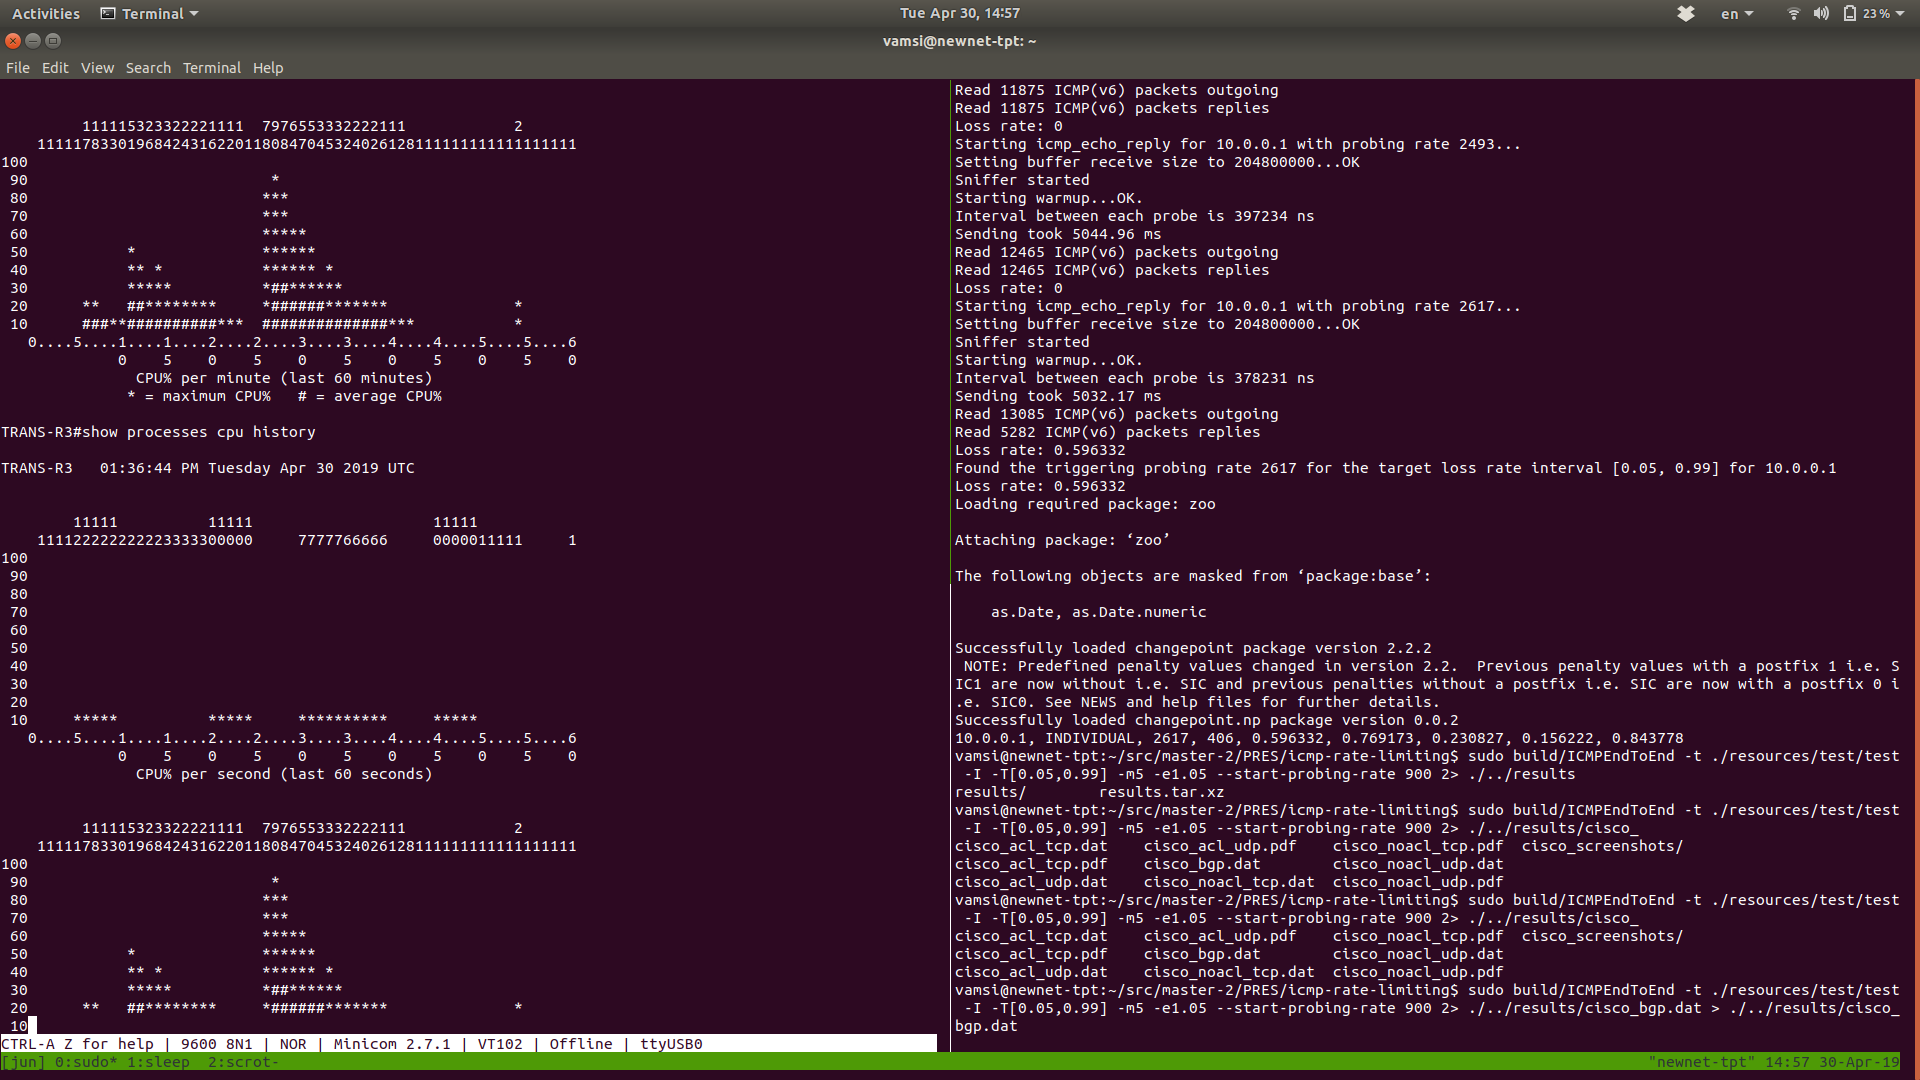 Activities Terminal Tue Apr 30, 14:57 en 23 %
vamsi@newnet-tpt: ~
File Edit View Search Terminal Help
         111115323322221111  7976553332222111            2
    111117833019684243162201180847045324026128111111111111111111
100
 90                           *
 80                          ***
 70                          ***
 60                          *****
 50           *              ******
 40           ** *           ****** *
 30           *****          *##******
 20      **   ##********     *######*******              *
 10      ###**##########***  ##############***           *
   0....5....1....1....2....2....3....3....4....4....5....5....6
             0    5    0    5    0    5    0    5    0    5    0
               CPU% per minute (last 60 minutes)
              * = maximum CPU%   # = average CPU%
TRANS-R3#show processes cpu history
TRANS-R3   01:36:44 PM Tuesday Apr 30 2019 UTC
        11111          11111                    11111
    111122222222223333300000     7777766666     0000011111     1
100
 90
 80
 70
 60
 50
 40
 30
 20
 10     *****          *****     **********     *****
   0....5....1....1....2....2....3....3....4....4....5....5....6
             0    5    0    5    0    5    0    5    0    5    0
               CPU% per second (last 60 seconds)
         111115323322221111  7976553332222111            2
    111117833019684243162201180847045324026128111111111111111111
100
 90                           *
 80                          ***
 70                          ***
 60                          *****
 50           *              ******
 40           ** *           ****** *
 30           *****          *##******
 20      **   ##********     *######*******              *
 10
CTRL-A Z for help | 9600 8N1 | NOR | Minicom 2.7.1 | VT102 | Offline | ttyUSB0
Read 11875 ICMP(v6) packets outgoing
Read 11875 ICMP(v6) packets replies
Loss rate: 0
Starting icmp_echo_reply for 10.0.0.1 with probing rate 2493...
Setting buffer receive size to 204800000...OK
Sniffer started
Starting warmup...OK.
Interval between each probe is 397234 ns
Sending took 5044.96 ms
Read 12465 ICMP(v6) packets outgoing
Read 12465 ICMP(v6) packets replies
Loss rate: 0
Starting icmp_echo_reply for 10.0.0.1 with probing rate 2617...
Setting buffer receive size to 204800000...OK
Sniffer started
Starting warmup...OK.
Interval between each probe is 378231 ns
Sending took 5032.17 ms
Read 13085 ICMP(v6) packets outgoing
Read 5282 ICMP(v6) packets replies
Loss rate: 0.596332
Found the triggering probing rate 2617 for the target loss rate interval [0.05, 0.99] for 10.0.0.1
Loss rate: 0.596332
Loading required package: zoo
Attaching package: ‘zoo’
The following objects are masked from ‘package:base’:
    as.Date, as.Date.numeric
Successfully loaded changepoint package version 2.2.2
 NOTE: Predefined penalty values changed in version 2.2.  Previous penalty values with a postfix 1 i.e. S
IC1 are now without i.e. SIC and previous penalties without a postfix i.e. SIC are now with a postfix 0 i
.e. SIC0. See NEWS and help files for further details.
Successfully loaded changepoint.np package version 0.0.2
10.0.0.1, INDIVIDUAL, 2617, 406, 0.596332, 0.769173, 0.230827, 0.156222, 0.843778
vamsi@newnet-tpt:~/src/master-2/PRES/icmp-rate-limiting$ sudo build/ICMPEndToEnd -t ./resources/test/test
 -I -T[0.05,0.99] -m5 -e1.05 --start-probing-rate 900 2> ./../results
results/        results.tar.xz
vamsi@newnet-tpt:~/src/master-2/PRES/icmp-rate-limiting$ sudo build/ICMPEndToEnd -t ./resources/test/test
 -I -T[0.05,0.99] -m5 -e1.05 --start-probing-rate 900 2> ./../results/cisco_
cisco_acl_tcp.dat    cisco_acl_udp.pdf    cisco_noacl_tcp.pdf  cisco_screenshots/
cisco_acl_tcp.pdf    cisco_bgp.dat        cisco_noacl_udp.dat
cisco_acl_udp.dat    cisco_noacl_tcp.dat  cisco_noacl_udp.pdf
vamsi@newnet-tpt:~/src/master-2/PRES/icmp-rate-limiting$ sudo build/ICMPEndToEnd -t ./resources/test/test
 -I -T[0.05,0.99] -m5 -e1.05 --start-probing-rate 900 2> ./../results/cisco_
cisco_acl_tcp.dat    cisco_acl_udp.pdf    cisco_noacl_tcp.pdf  cisco_screenshots/
cisco_acl_tcp.pdf    cisco_bgp.dat        cisco_noacl_udp.dat
cisco_acl_udp.dat    cisco_noacl_tcp.dat  cisco_noacl_udp.pdf
vamsi@newnet-tpt:~/src/master-2/PRES/icmp-rate-limiting$ sudo build/ICMPEndToEnd -t ./resources/test/test
 -I -T[0.05,0.99] -m5 -e1.05 --start-probing-rate 900 2> ./../results/cisco_bgp.dat > ./../results/cisco_
bgp.dat
[jun] 0:sudo* 1:sleep  2:scrot- "newnet-tpt" 14:57 30-Apr-19